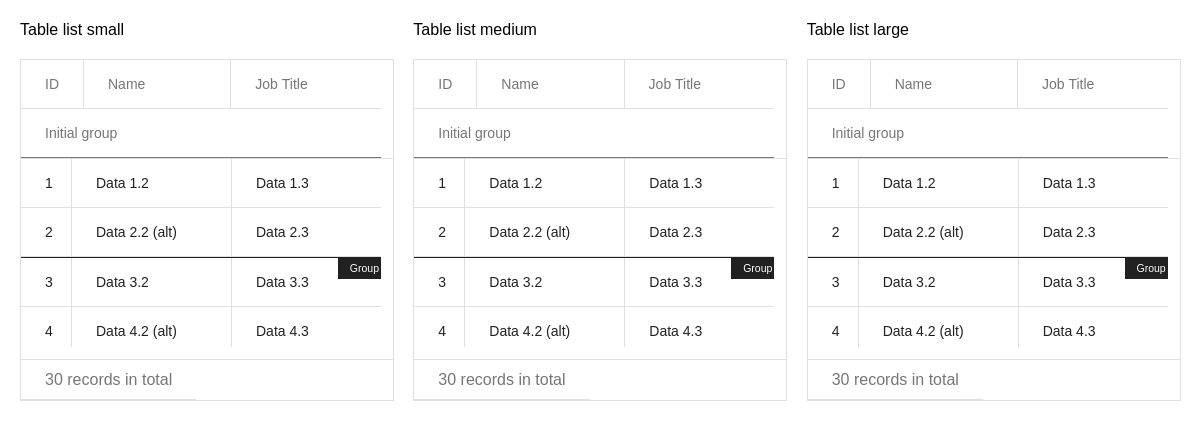 Table list small
ID Name Job Title
Initial group
1 Data 1.2 Data 1.3
2 Data 2.2 (alt) Data 2.3
Group
3 Data 3.2 Data 3.3
4 Data 4.2 (alt) Data 4.3
30 records in total
Table list medium
ID Name Job Title
Initial group
1 Data 1.2 Data 1.3
2 Data 2.2 (alt) Data 2.3
Group
3 Data 3.2 Data 3.3
4 Data 4.2 (alt) Data 4.3
30 records in total
Table list large
ID Name Job Title
Initial group
1 Data 1.2 Data 1.3
2 Data 2.2 (alt) Data 2.3
Group
3 Data 3.2 Data 3.3
4 Data 4.2 (alt) Data 4.3
30 records in total